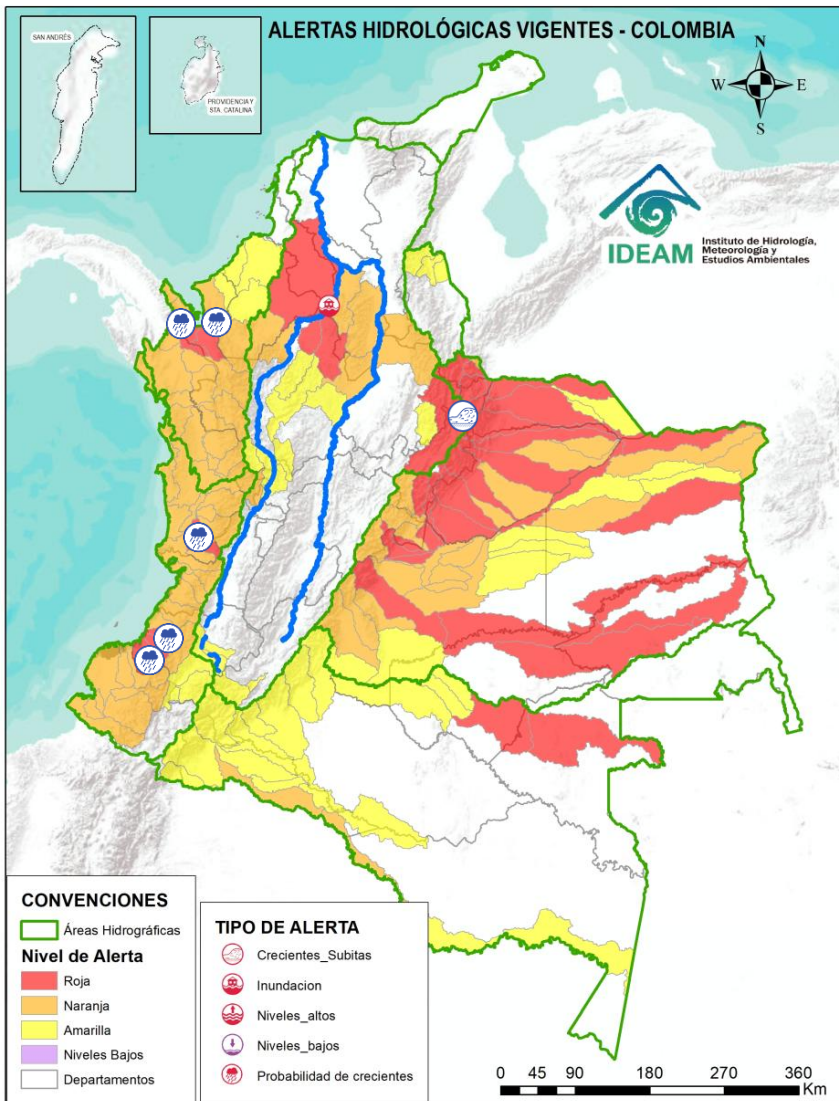 ALERTAS HIDROLÓGICAS VIGENTES - COLOMBIA
SAN ANDRÉS
PROVIDENCIA Y
STA. CATALINA
N
W
E
S
IDEAM
Instituto de Hidrología,
Meteorología y
Estudios Ambientales
CONVENCIONES
Áreas Hidrográficas
Nivel de Alerta
Roja
Naranja
Amarilla
Niveles Bajos
Departamentos
TIPO DE ALERTA
Crecientes_Subitas
Inundacion
Niveles_altos
Niveles_bajos
Probabilidad de crecientes
0 45 90 180 270 360
Km